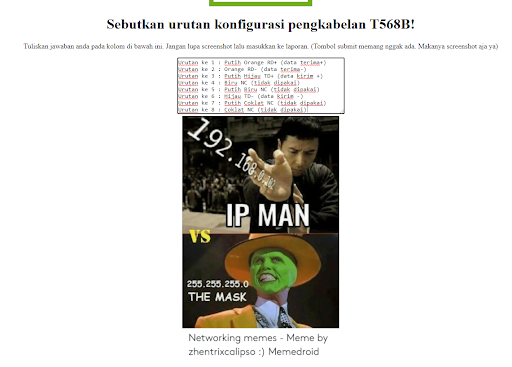 Sebutkan urutan konfigurasi pengkabelan T568B!
Tuliskan jawaban anda pada kolom di bawah ini. Jangan lupa screenshot lalu masukkan ke laporan. (Tombol submit memang nggak ada. Makanya screenshot aja ya)
Urutan ke 1 : Putih Orange RD+ (data terima+)
Urutan ke 2 : Orange RD- (data terima-)
Urutan ke 3 : Putih Hijau TD+ (data kirim +)
Urutan ke 4 : Biru NC (tidak dipakai)
Urutan ke 5 : Putih Biru NC (tidak dipakai)
Urutan ke 6 : Hijau TD- (data kirim -)
Urutan ke 7 : Putih Coklat NC (tidak dipakai)
Urutan ke 8 : Coklat NC (tidak dipakai)
192.168.0.102
IP MAN
VS
255.255.255.0
THE MASK
Networking memes - Meme by
zhentrixcalipso :) Memedroid